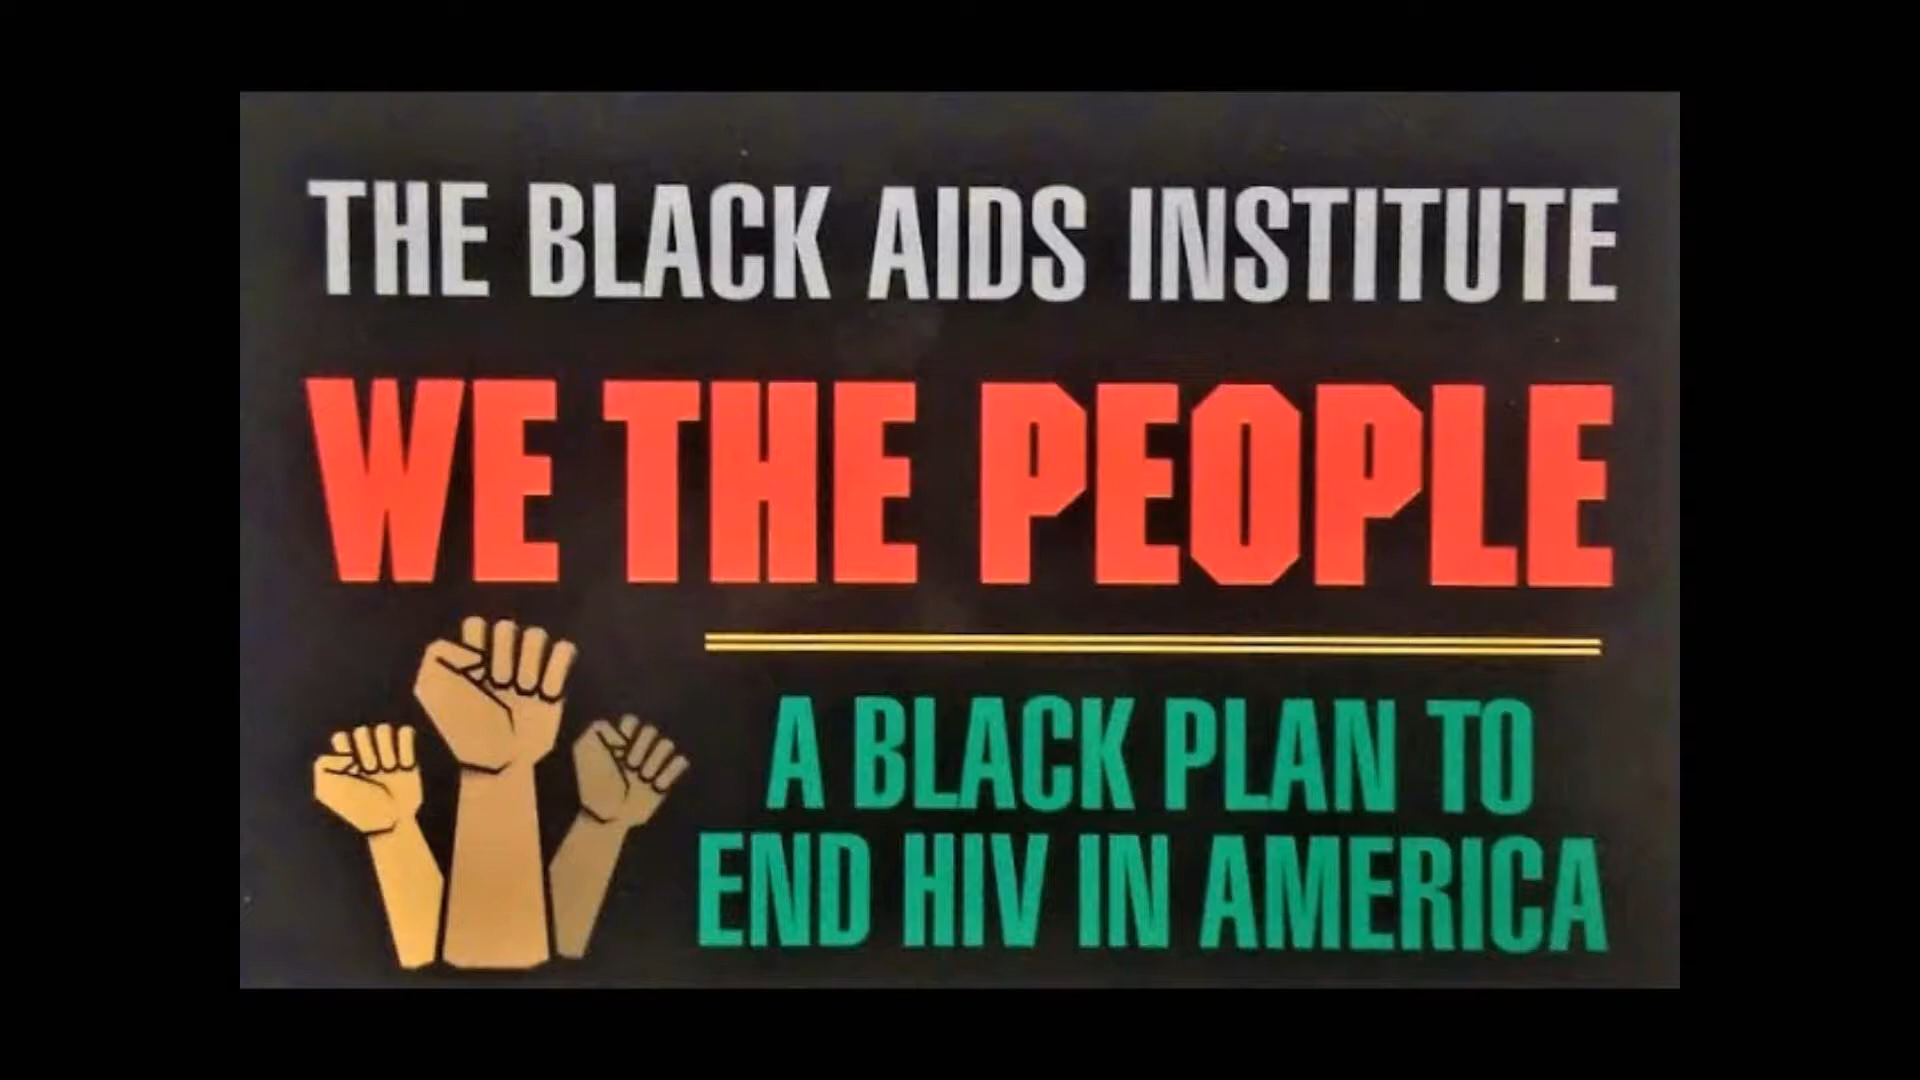 THE BLACK AIDS INSTITUTE
WE THE PEOPLE
A BLACK PLAN TO
END HIV IN AMERICA